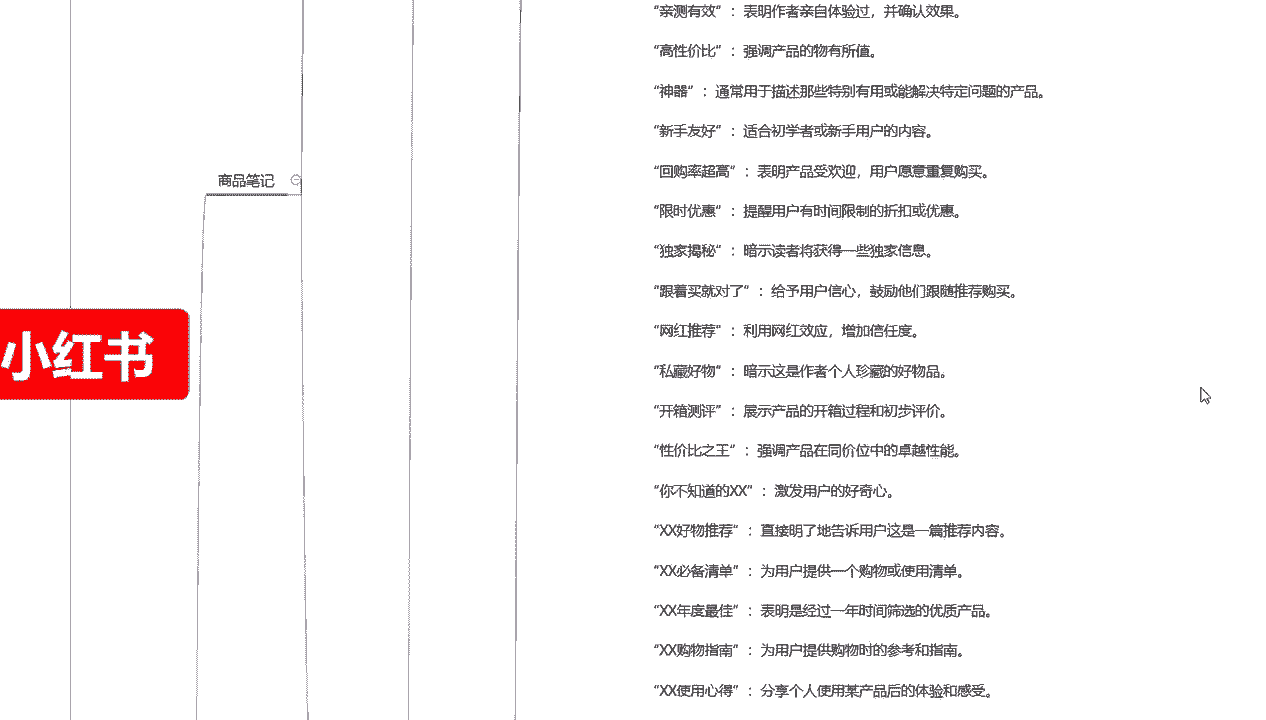 小红书
商品笔记
“亲测有效”：表明作者亲自体验过，并确认效果。
“高性价比”：强调产品的物有所值。
“神器”：通常用于描述那些特别有用或能解决特定问题的产品。
“新手友好”：适合初学者或新手用户的内容。
“回购率超高”：表明产品受欢迎，用户愿意重复购买。
“限时优惠”：提醒用户有时间限制的折扣或优惠。
“独家揭秘”：暗示读者将获得一些独家信息。
“跟着买就对了”：给予用户信心，鼓励他们跟随推荐购买。
“网红推荐”：利用网红效应，增加信任度。
“私藏好物”：暗示这是作者个人珍藏的好物品。
“开箱测评”：展示产品的开箱过程和初步评价。
“性价比之王”：强调产品在同价位中的卓越性能。
“你不知道的XX”：激发用户的好奇心。
“XX好物推荐”：直接明了地告诉用户这是一篇推荐内容。
“XX必备清单”：为用户提供一个购物或使用清单。
“XX年度最佳”：表明是经过一年时间筛选的优质产品。
“XX购物指南”：为用户提供购物时的参考和指南。
“XX使用心得”：分享个人使用某产品后的体验和感受。